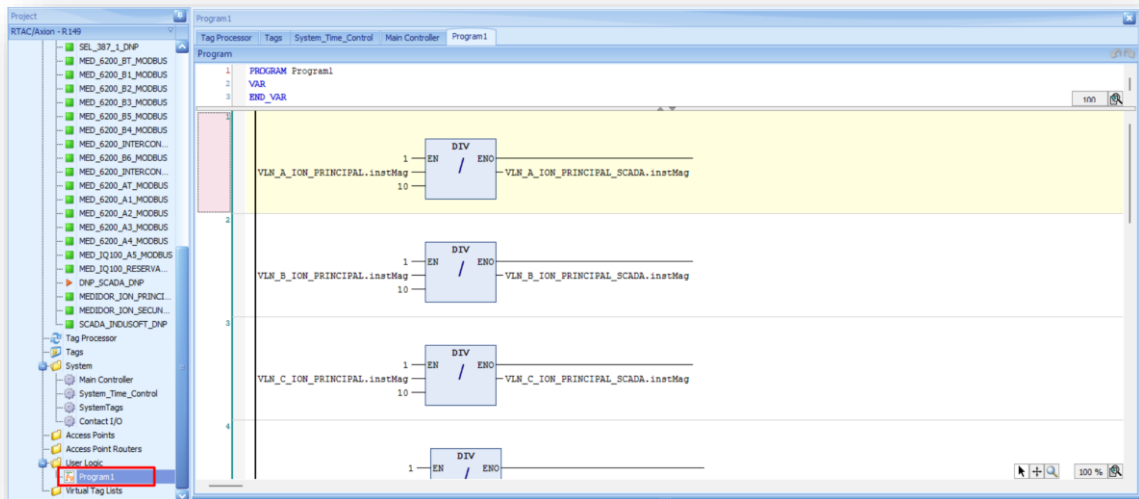 Project
RTAC/Axion - R149
SEL_387_1_DNP
MED_6200_BT_MODBUS
MED_6200_B1_MODBUS
MED_6200_B2_MODBUS
MED_6200_B3_MODBUS
MED_6200_B5_MODBUS
MED_6200_B4_MODBUS
MED_6200_INTERCON...
MED_6200_B6_MODBUS
MED_6200_INTERCON...
MED_6200_AT_MODBUS
MED_6200_A1_MODBUS
MED_6200_A2_MODBUS
MED_6200_A3_MODBUS
MED_6200_A4_MODBUS
MED_IQ100_A5_MODBUS
MED_IQ100_RESERVA...
DNP_SCADA_DNP
MEDIDOR_ION_PRINCI...
MEDIDOR_ION_SECUN...
SCADA_INDUSOFT_DNP
Tag Processor
Tags
System
Main Controller
System_Time_Control
SystemTags
Contact I/O
Access Points
Access Point Routers
User Logic
Program1
Virtual Tag Lists
Program1
Tag Processor Tags System_Time_Control Main Controller Program1
Program
1 PROGRAM Program1
2 VAR
3 END_VAR
100
1
DIV
1 EN / ENO
VLN_A_ION_PRINCIPAL.instMag VLN_A_ION_PRINCIPAL_SCADA.instMag
10
2
DIV
1 EN / ENO
VLN_B_ION_PRINCIPAL.instMag VLN_B_ION_PRINCIPAL_SCADA.instMag
10
3
DIV
1 EN / ENO
VLN_C_ION_PRINCIPAL.instMag VLN_C_ION_PRINCIPAL_SCADA.instMag
10
4
DIV
1 EN / ENO
100 %